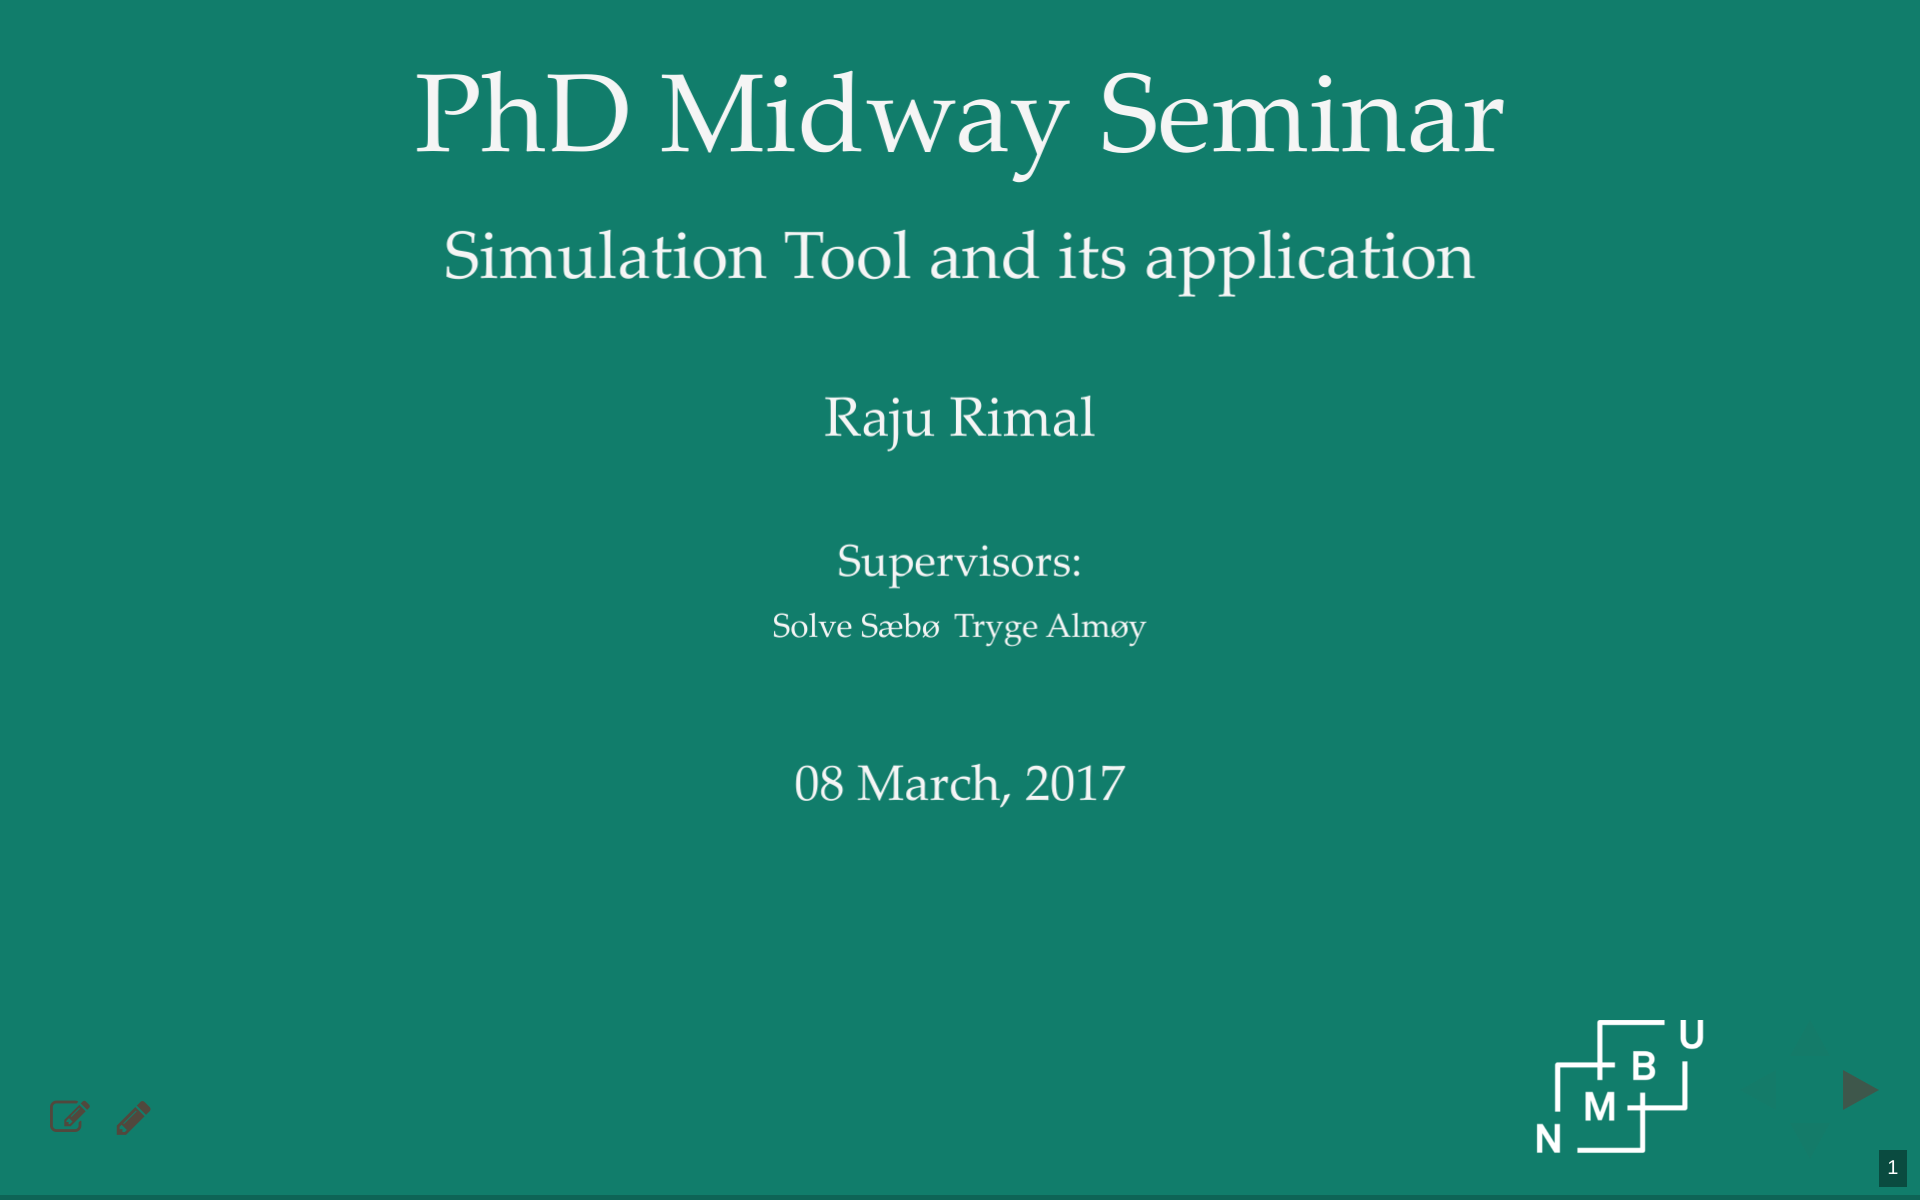 PhD Midway Seminar
Simulation Tool and its application
Raju Rimal
Supervisors:
Solve Sæbø Tryge Almøy
08 March, 2017
U
B
M
N
1